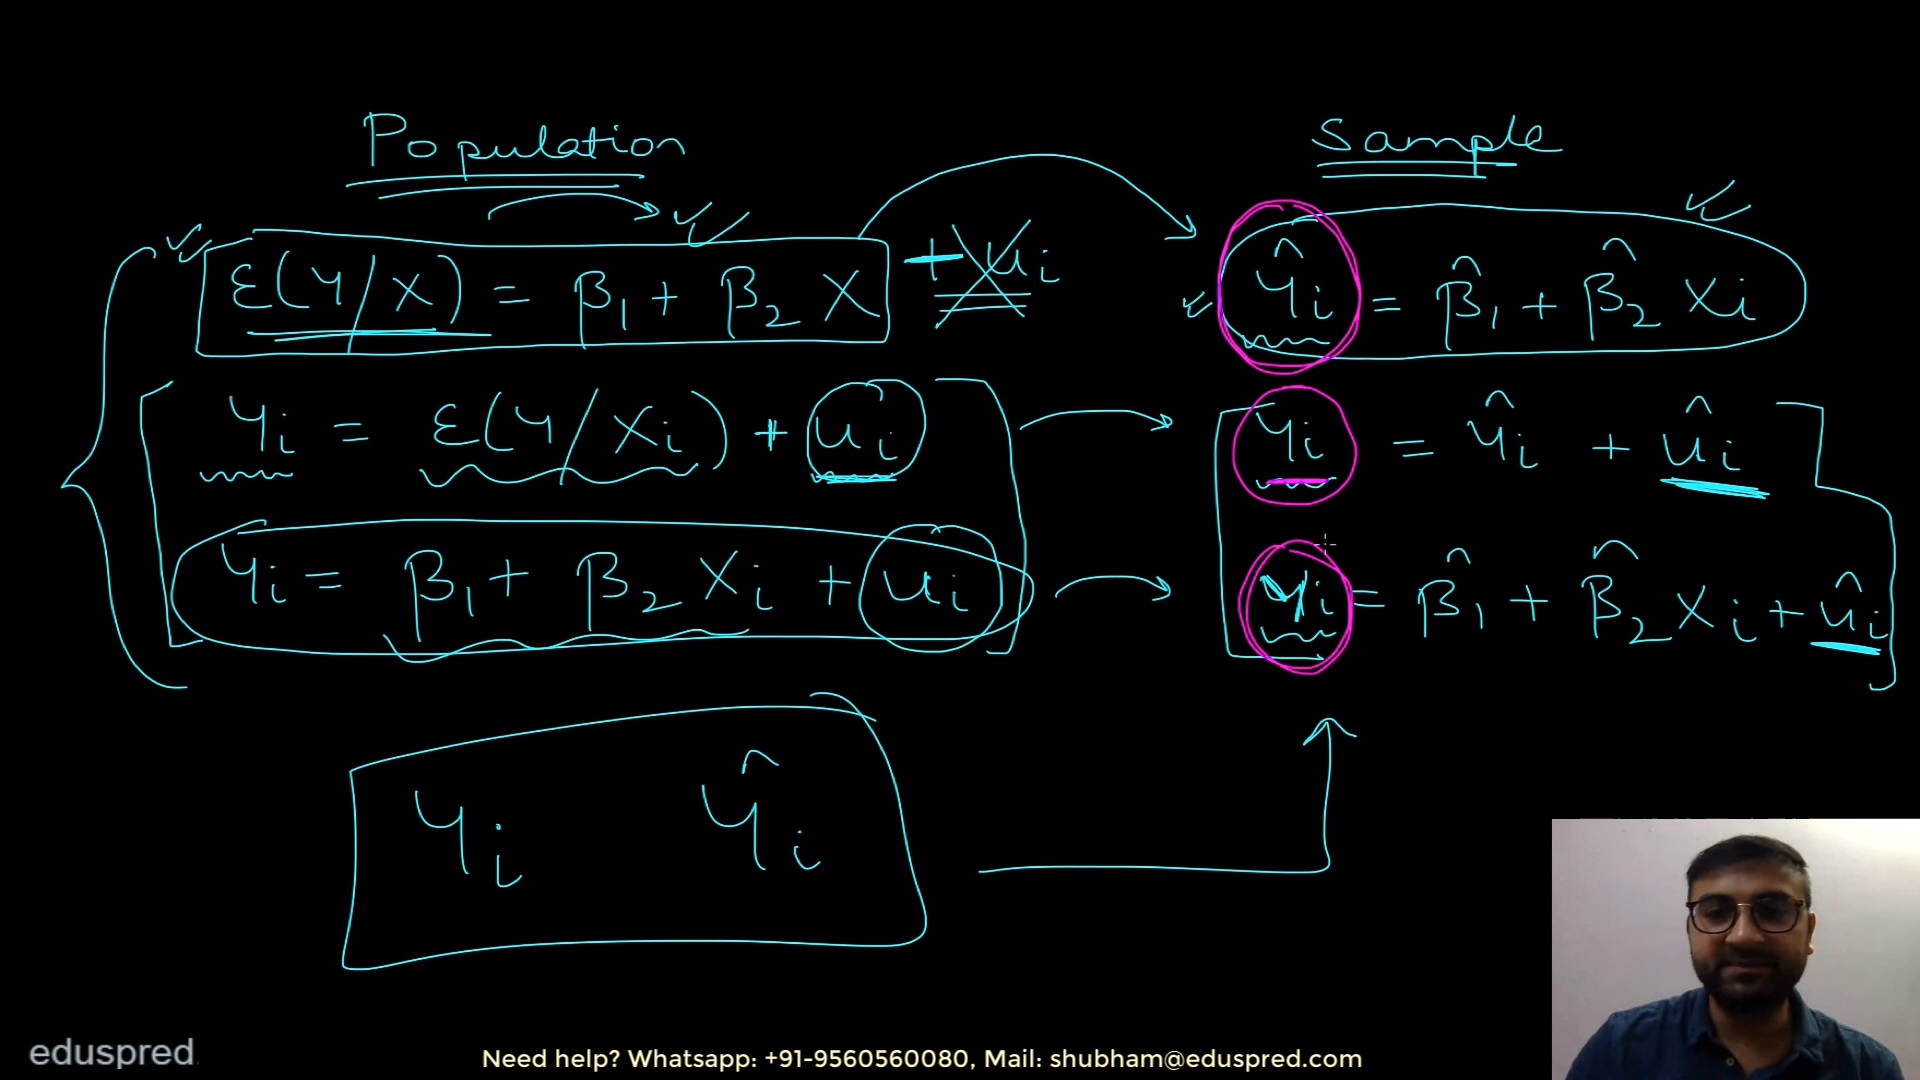 Population
Sample
E(Y/X) = β₁ + β₂ X + uᵢ
Ŷᵢ = β̂₁ + β̂₂ Xᵢ
Yᵢ = E(Y/Xᵢ) + uᵢ
Yᵢ = Ŷᵢ + ûᵢ
Yᵢ = β₁ + β₂ Xᵢ + uᵢ
Yᵢ = β̂₁ + β̂₂ Xᵢ + ûᵢ
Yᵢ Ŷᵢ
eduspred.
Need help? Whatsapp: +91-9560560080, Mail: shubham@eduspred.com